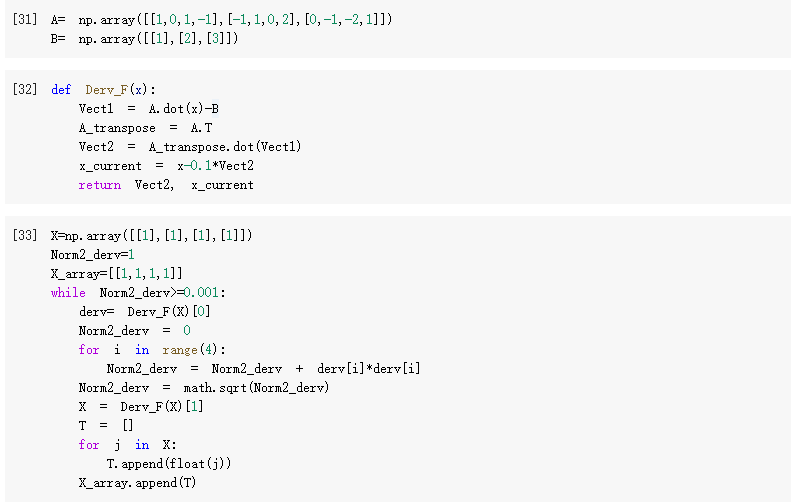 [31] A= np.array([[1,0,1,-1],[-1,1,0,2],[0,-1,-2,1]])
B= np.array([[1],[2],[3]])
[32] def Derv_F(x):
Vect1 = A.dot(x)-B
A_transpose = A.T
Vect2 = A_transpose.dot(Vect1)
x_current = x-0.1*Vect2
return Vect2, x_current
[33] X=np.array([[1],[1],[1],[1]])
Norm2_derv=1
X_array=[[1,1,1,1]]
while Norm2_derv>=0.001:
derv= Derv_F(X)[0]
Norm2_derv = 0
for i in range(4):
Norm2_derv = Norm2_derv + derv[i]*derv[i]
Norm2_derv = math.sqrt(Norm2_derv)
X = Derv_F(X)[1]
T = []
for j in X:
T.append(float(j))
X_array.append(T)